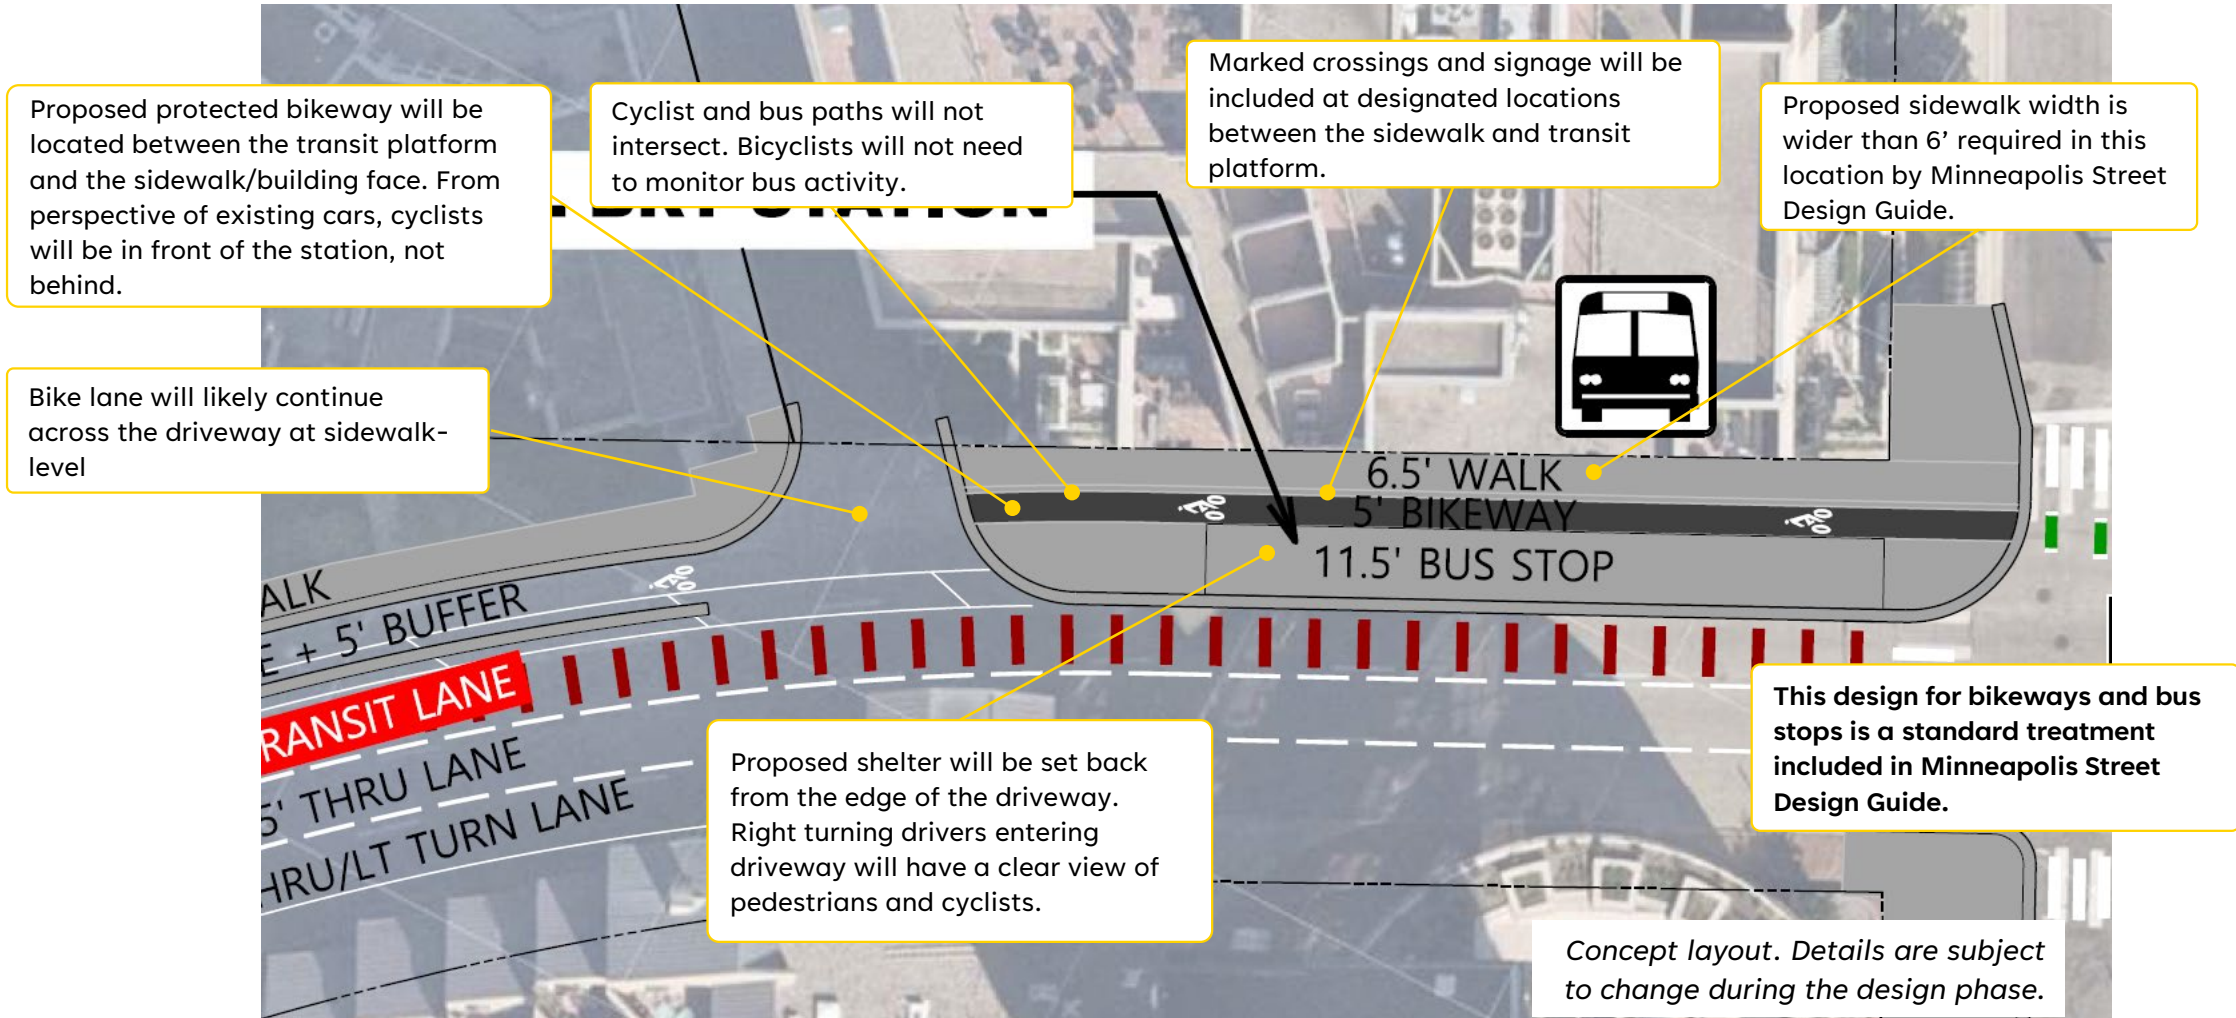 Proposed protected bikeway will be
located between the transit platform
and the sidewalk/building face. From
perspective of existing cars, cyclists
will be in front of the station, not
behind.
Cyclist and bus paths will not
intersect. Bicyclists will not need
to monitor bus activity.
Marked crossings and signage will be
included at designated locations
between the sidewalk and transit
platform.
Proposed sidewalk width is
wider than 6’ required in this
location by Minneapolis Street
Design Guide.
BRT STATION
Bike lane will likely continue
across the driveway at sidewalk-
level
6.5' WALK
5' BIKEWAY
11.5' BUS STOP
ALK
E + 5' BUFFER
RANSIT LANE
5' THRU LANE
HRU/LT TURN LANE
Proposed shelter will be set back
from the edge of the driveway.
Right turning drivers entering
driveway will have a clear view of
pedestrians and cyclists.
This design for bikeways and bus
stops is a standard treatment
included in Minneapolis Street
Design Guide.
Concept layout. Details are subject
to change during the design phase.